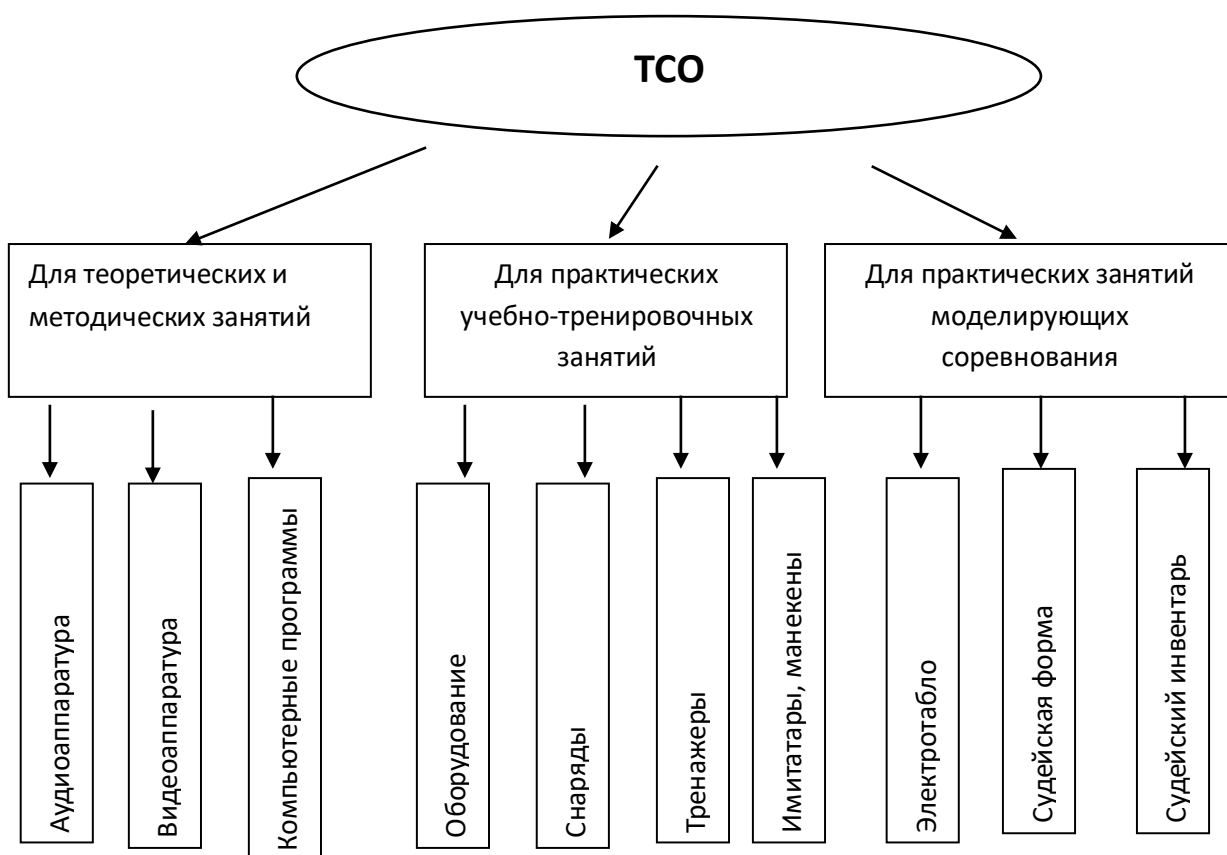 ТСО
Для теоретических и
методических занятий
Для практических
учебно-тренировочных
занятий
Для практических занятий
моделирующих
соревнования
Аудиоаппаратура
Видеоаппаратура
Компьютерные программы
Оборудование
Снаряды
Тренажеры
Имитатары, манекены
Электротабло
Судейская форма
Судейский инвентарь